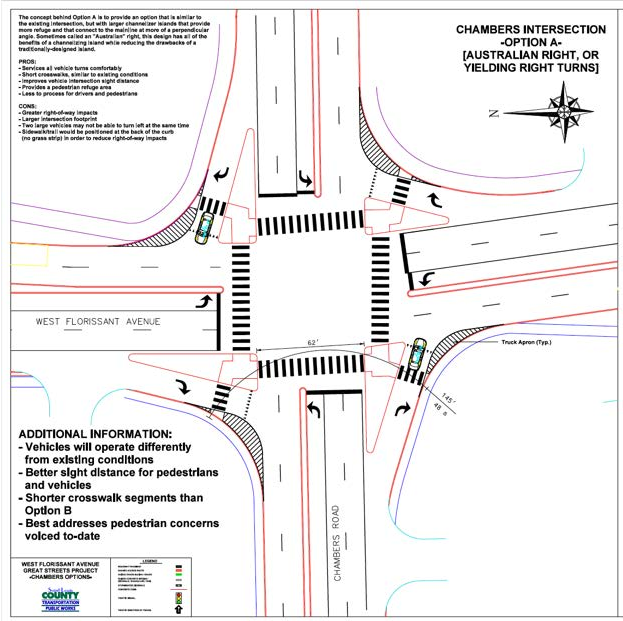 The concept behind Option A is to provide an option that is similar to
the existing intersection, but with larger channelizer islands that provide
more refuge and that connect to the mainline at more of a perpendicular
angle. Sometimes called an "Australian" right, this design has all of the
benefits of a channelizing island while reducing the drawbacks of a
traditionally-designed island.
PROS:
- Services all vehicle turns comfortably
- Short crosswalks, similar to existing conditions
- Improves vehicle intersection sight distance
- Provides a pedestrian refuge area
- Less to process for drivers and pedestrians
CONS:
- Greater right-of-way impacts
- Larger intersection footprint
- Two large vehicles may not be able to turn left at the same time
- Sidewalk/trail would be positioned at the back of the curb
(no grass strip) in order to reduce right-of-way impacts
CHAMBERS INTERSECTION
-OPTION A-
[AUSTRALIAN RIGHT, OR
YIELDING RIGHT TURNS]
N
WEST FLORISSANT AVENUE
62'
Truck Apron (Typ.)
145'
48
CHAMBERS ROAD
ADDITIONAL INFORMATION:
- Vehicles will operate differently
from existing conditions
- Better sight distance for pedestrians
and vehicles
- Shorter crosswalk segments than
Option B
- Best addresses pedestrian concerns
voiced to-date
WEST FLORISSANT AVENUE
GREAT STREETS PROJECT
-CHAMBERS OPTIONS-
COUNTY
TRANSPORTATION
PUBLIC WORKS
LEGEND